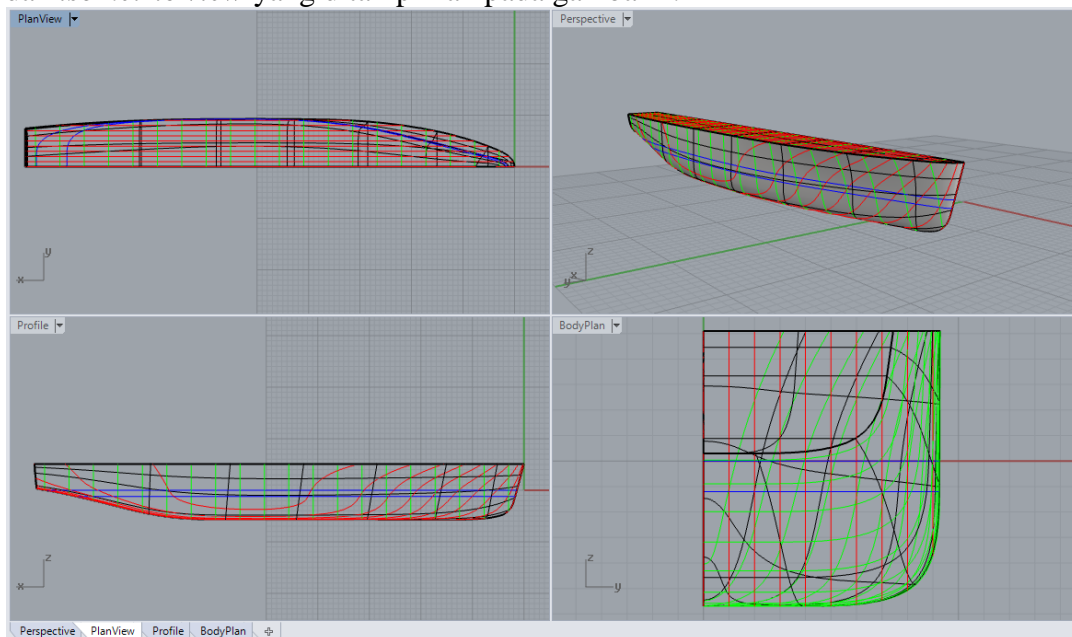 PlanView
Perspective
y
x
z
y x
Profile
BodyPlan
z
x
z
y
Perspective PlanView Profile BodyPlan